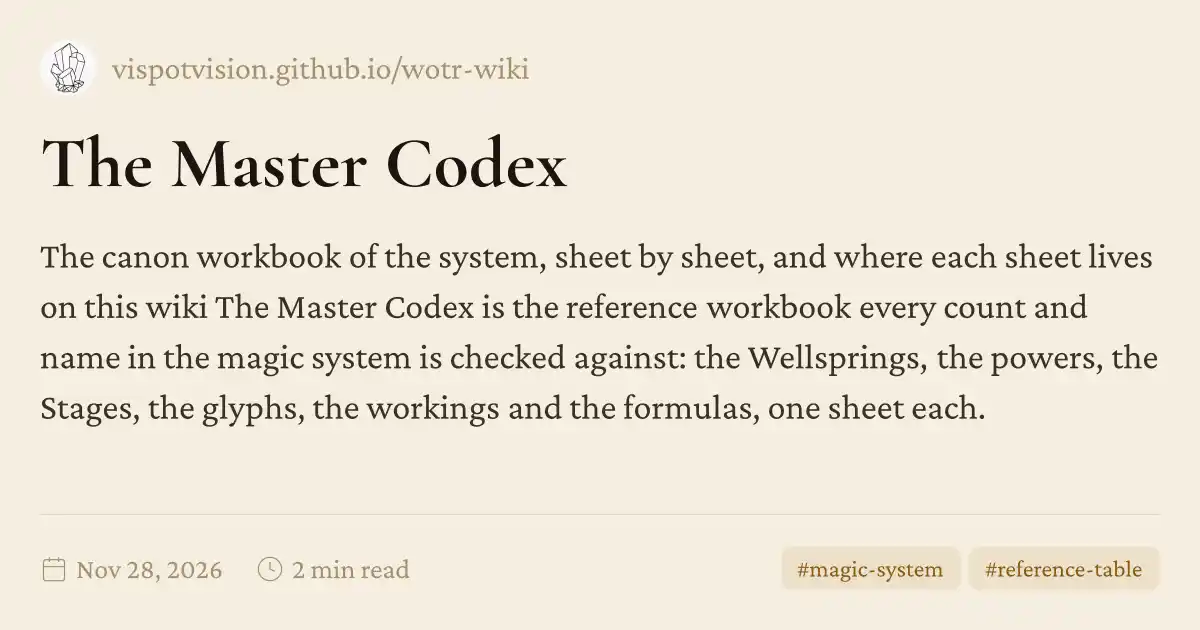 vispotvision.github.io/wotr-wiki
The Master Codex
The canon workbook of the system, sheet by sheet, and where each sheet lives
on this wiki The Master Codex is the reference workbook every count and
name in the magic system is checked against: the Wellsprings, the powers, the
Stages, the glyphs, the workings and the formulas, one sheet each.
Nov 28, 2026 2 min read #magic-system #reference-table